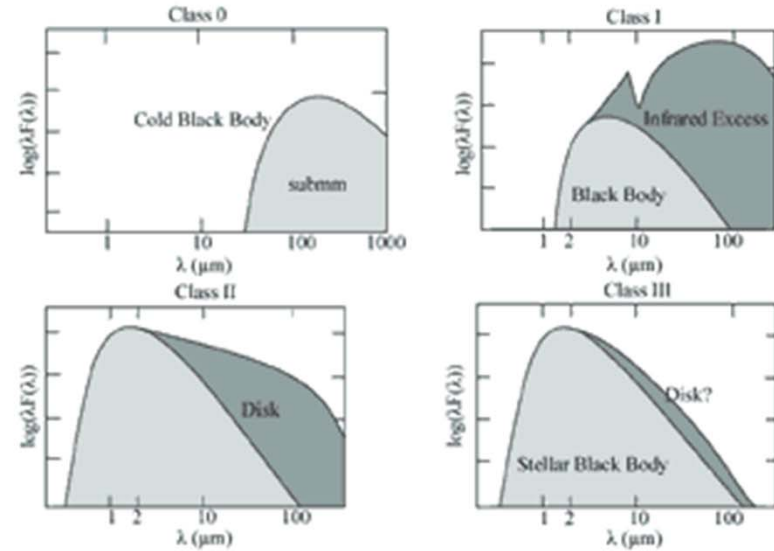 Class 0
log(λF(λ))
Cold Black Body
submm
1 10 100 1000
λ (μm)
Class I
log(λF(λ))
Infrared Excess
Black Body
1 2 10 100
λ (μm)
Class II
log(λF(λ))
Disk
1 2 10 100
λ (μm)
Class III
log(λF(λ))
Disk?
Stellar Black Body
1 2 10 100
λ (μm)